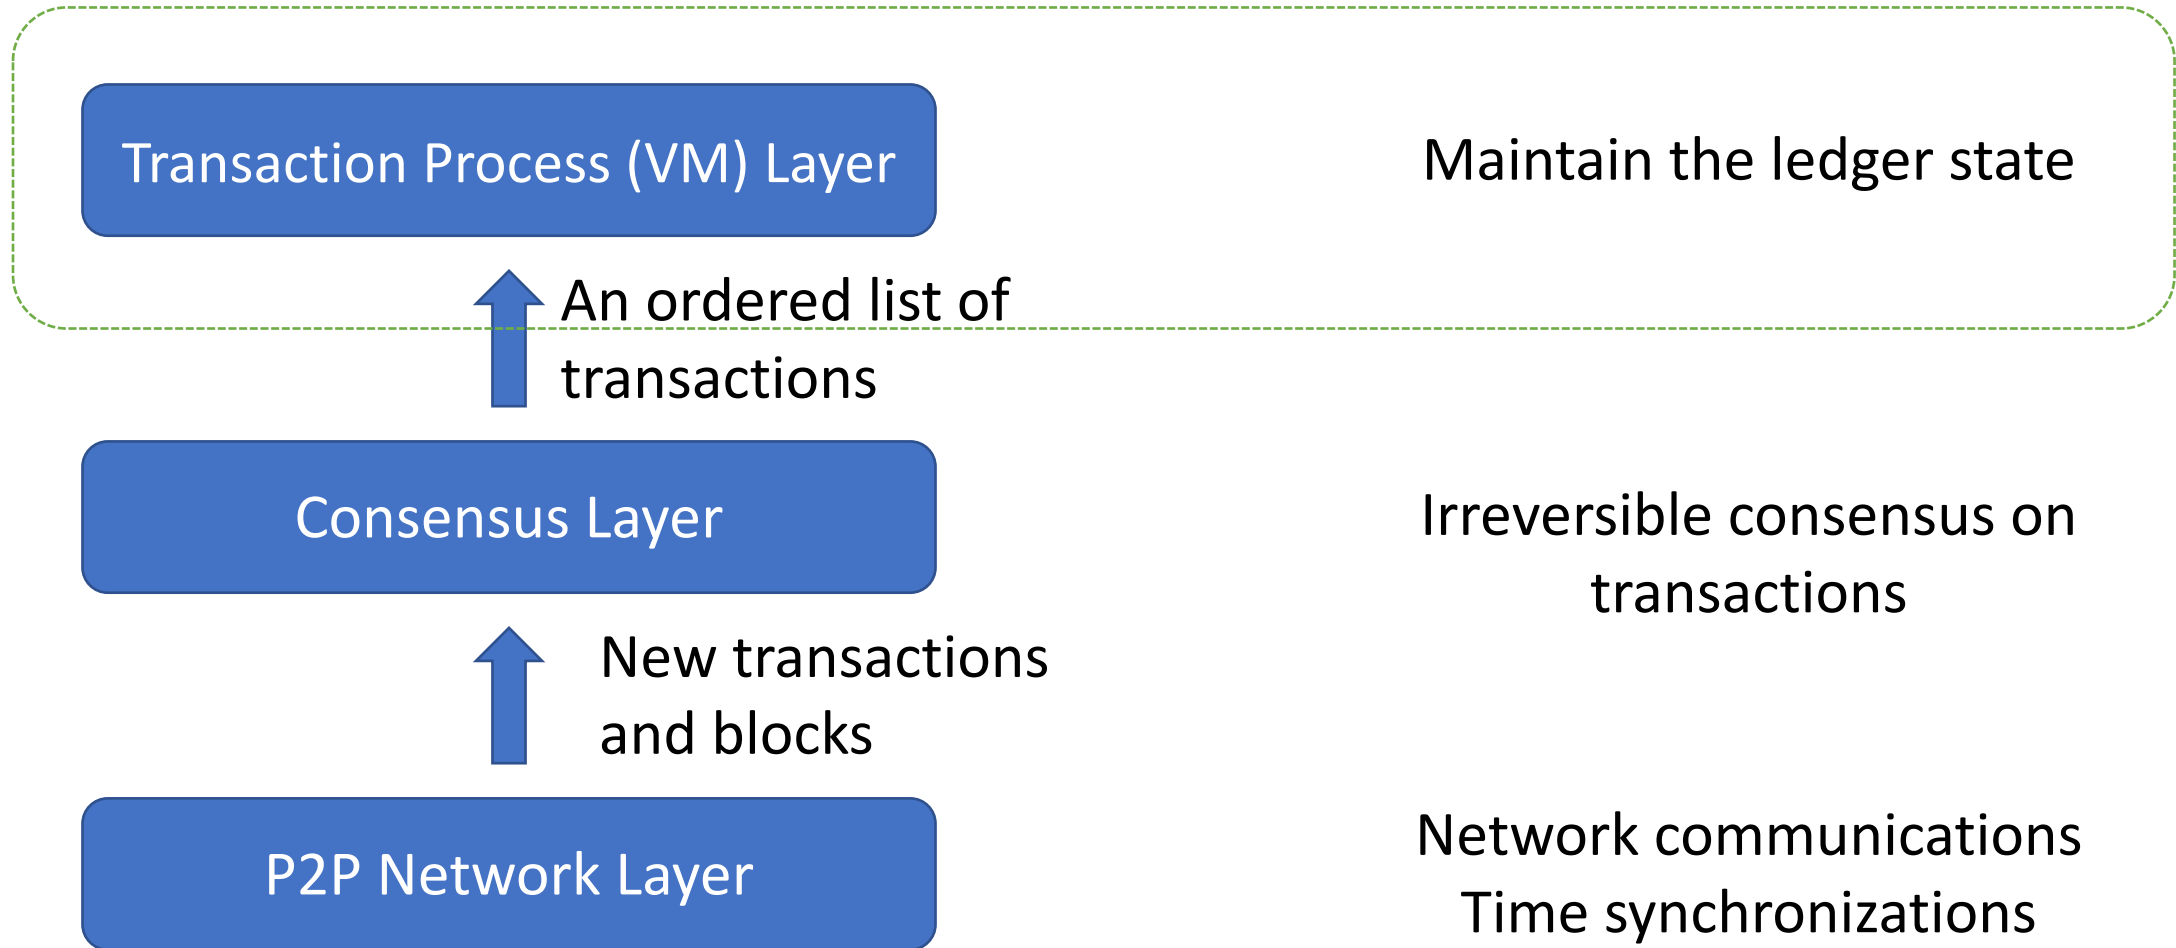 Transaction Process (VM) Layer
Maintain the ledger state
An ordered list of
transactions
Consensus Layer
Irreversible consensus on
transactions
New transactions
and blocks
P2P Network Layer
Network communications
Time synchronizations